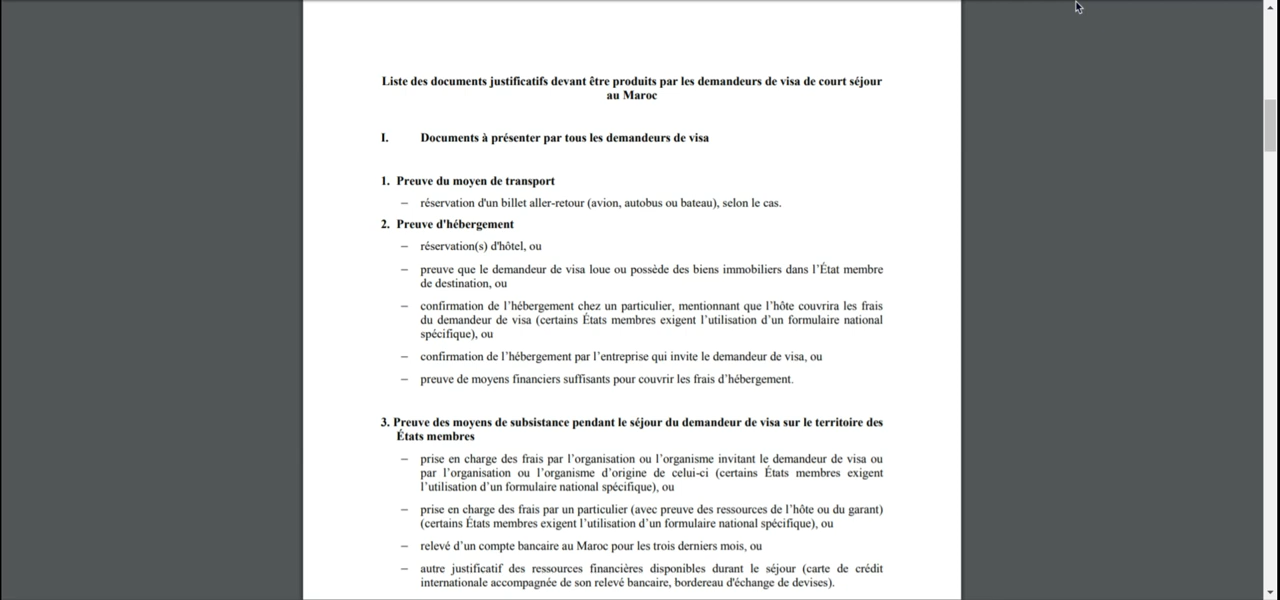 Liste des documents justificatifs devant être produits par les demandeurs de visa de court séjour
au Maroc
I. Documents à présenter par tous les demandeurs de visa
1. Preuve du moyen de transport
– réservation d'un billet aller-retour (avion, autobus ou bateau), selon le cas.
2. Preuve d'hébergement
– réservation(s) d'hôtel, ou
– preuve que le demandeur de visa loue ou possède des biens immobiliers dans l'État membre
de destination, ou
– confirmation de l'hébergement chez un particulier, mentionnant que l'hôte couvrira les frais
du demandeur de visa (certains États membres exigent l'utilisation d'un formulaire national
spécifique), ou
– confirmation de l'hébergement par l'entreprise qui invite le demandeur de visa, ou
– preuve de moyens financiers suffisants pour couvrir les frais d'hébergement.
3. Preuve des moyens de subsistance pendant le séjour du demandeur de visa sur le territoire des
États membres
– prise en charge des frais par l'organisation ou l'organisme invitant le demandeur de visa ou
par l'organisation ou l'organisme d'origine de celui-ci (certains États membres exigent
l'utilisation d'un formulaire national spécifique), ou
– prise en charge des frais par un particulier (avec preuve des ressources de l'hôte ou du garant)
(certains États membres exigent l'utilisation d'un formulaire national spécifique), ou
– relevé d'un compte bancaire au Maroc pour les trois derniers mois, ou
– autre justificatif des ressources financières disponibles durant le séjour (carte de crédit
internationale accompagnée de son relevé bancaire, bordereau d'échange de devises).